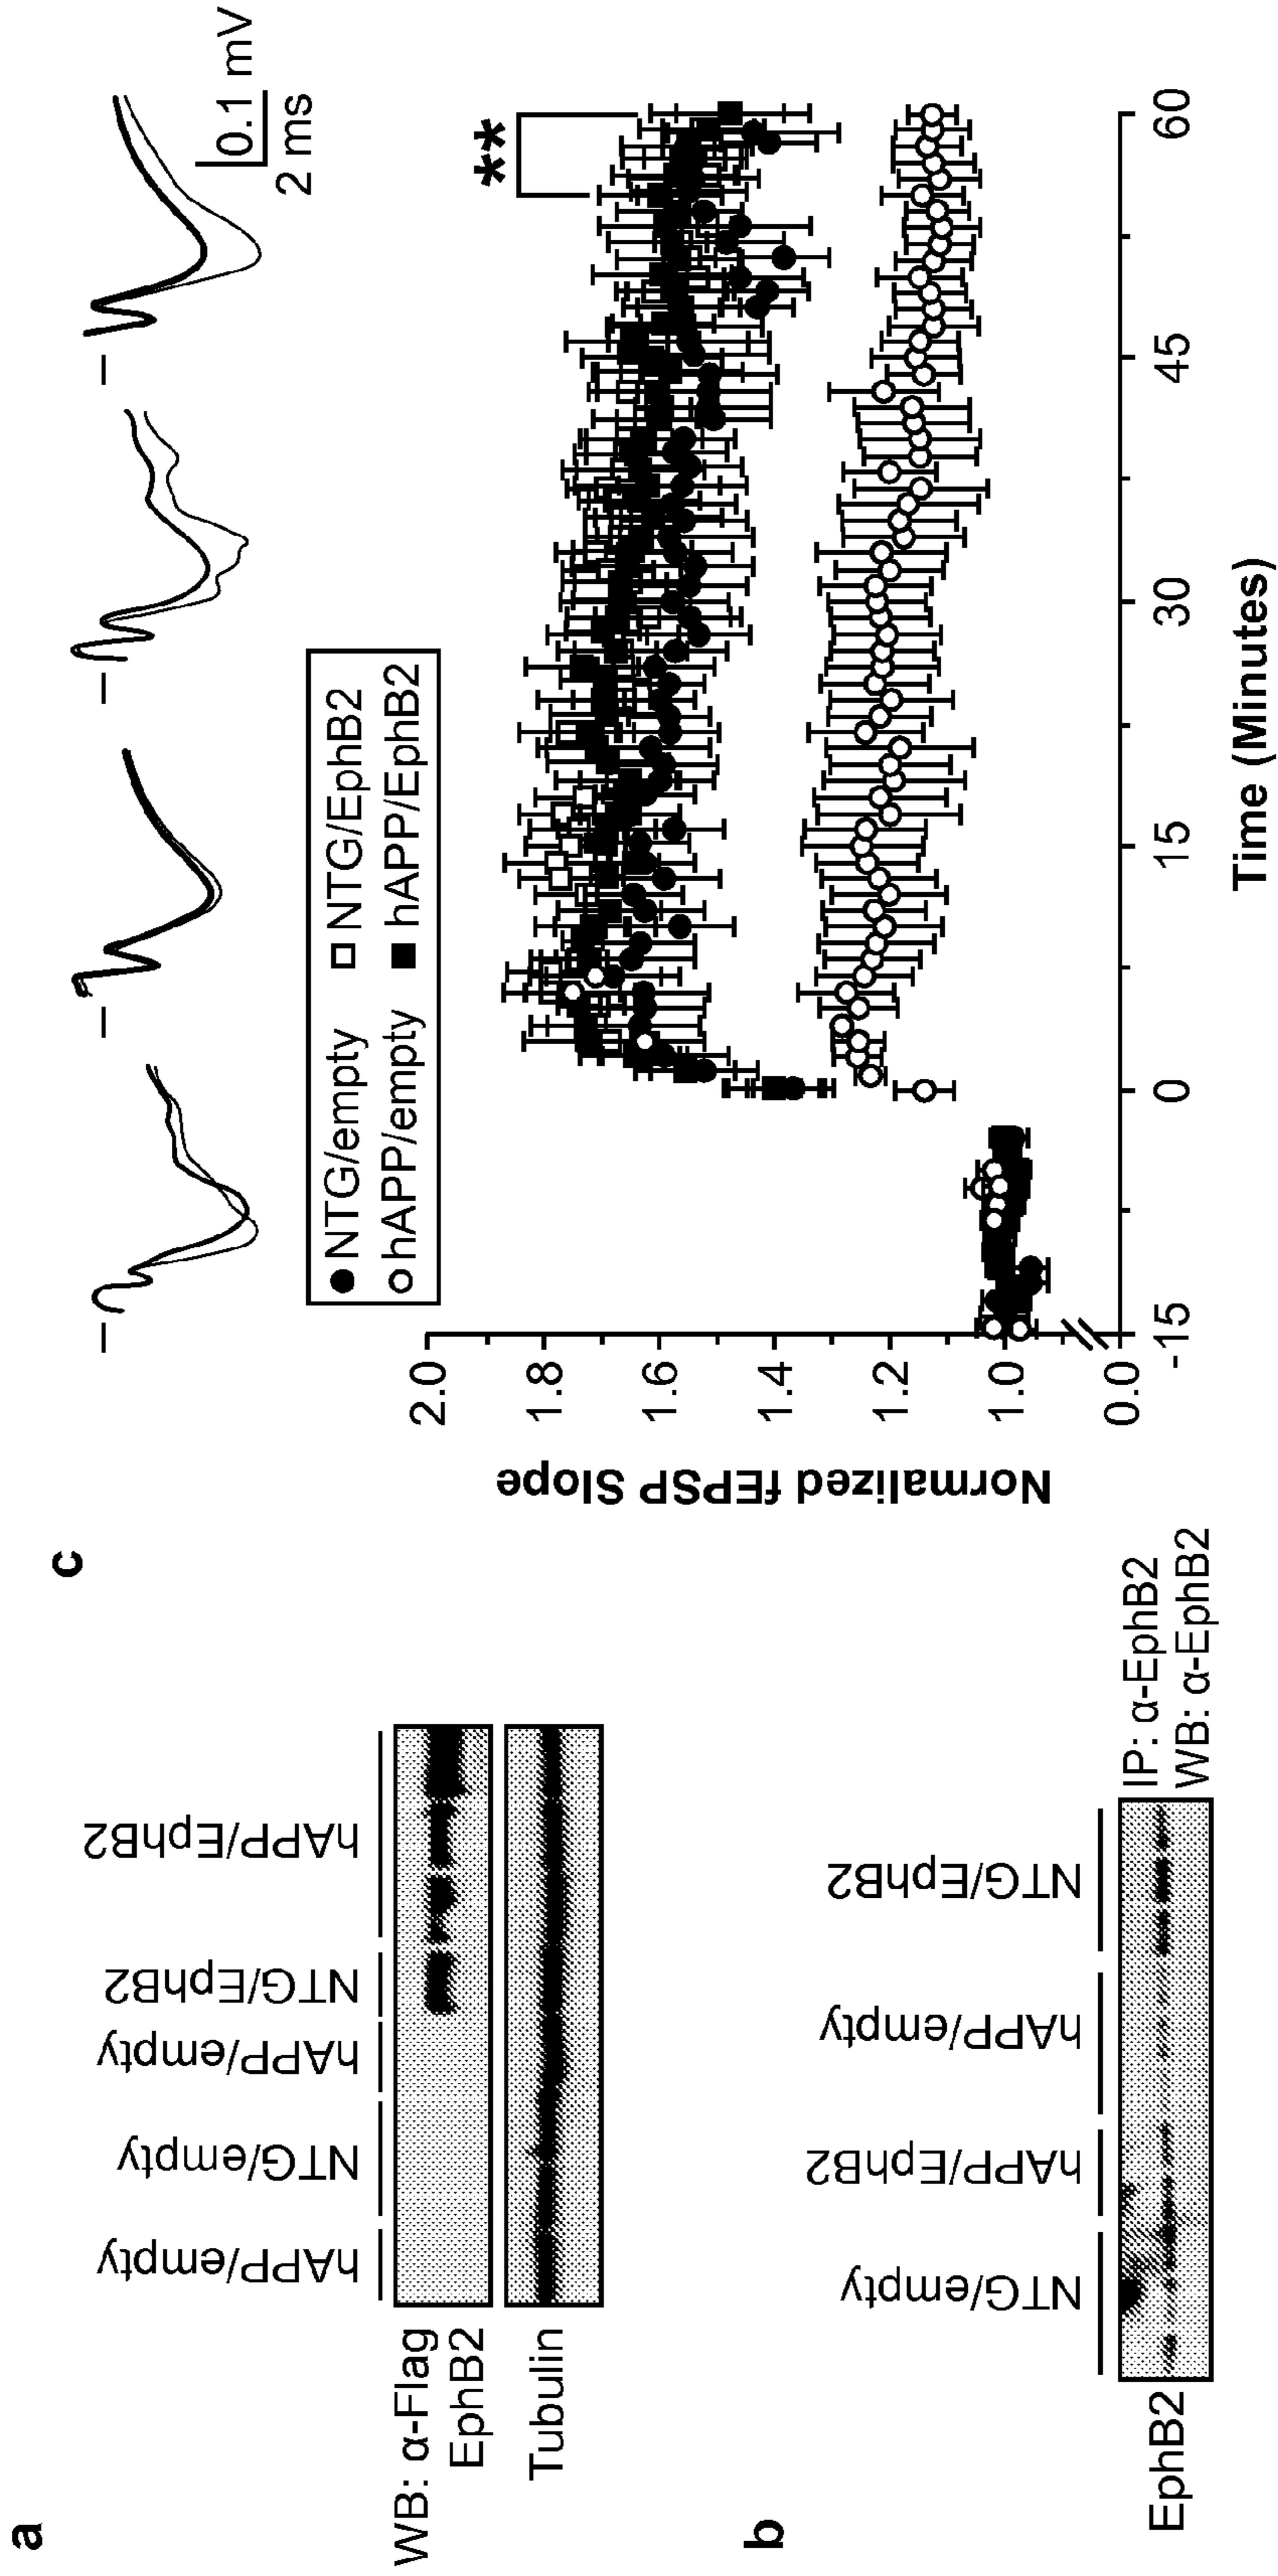 a
hAPP/empty
NTG/empty
hAPP/empty
NTG/EphB2
hAPP/EphB2
WB: α-Flag
EphB2
Tubulin
b
NTG/empty
hAPP/EphB2
hAPP/empty
NTG/EphB2
EphB2
IP: α-EphB2
WB: α-EphB2
c
0.1 mV
2 ms
NTG/empty
NTG/EphB2
hAPP/empty
hAPP/EphB2
**
Normalized fEPSP Slope
2.0
1.8
1.6
1.4
1.2
1.0
0.0
-15
0
15
30
45
60
Time (Minutes)